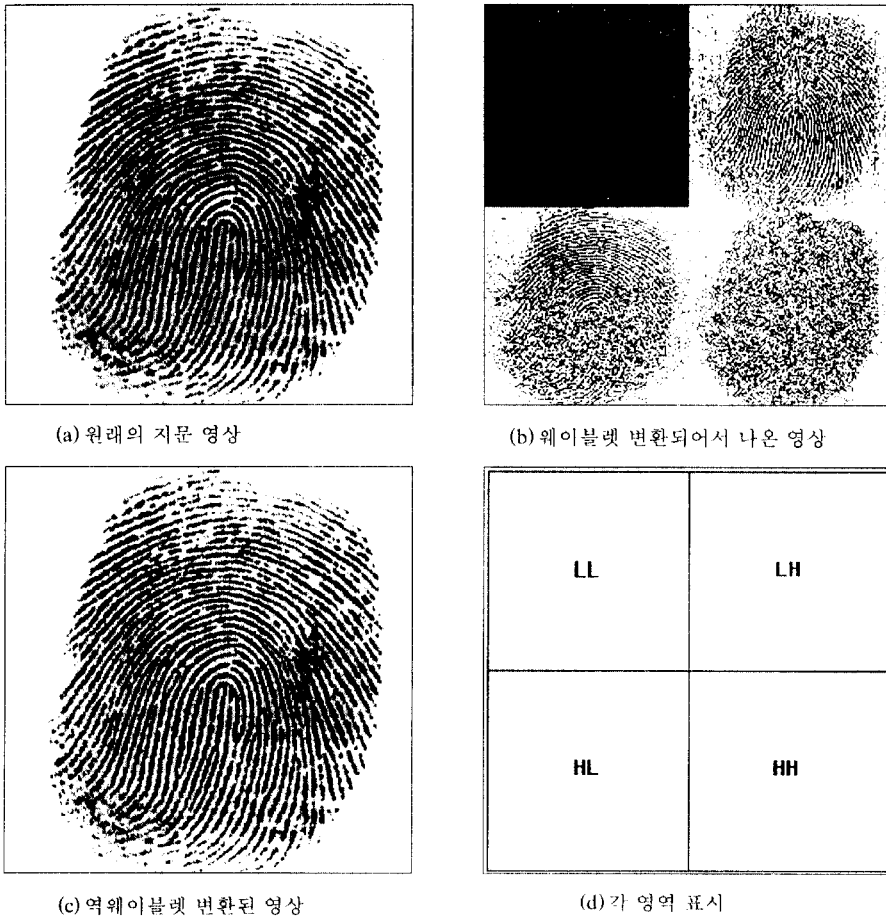 (a) 원래의 지문 영상
(b) 웨이블렛 변환되어서 나온 영상
LL
LH
HL
HH
(c) 역웨이블렛 변환된 영상
(d) 각 영역 표시